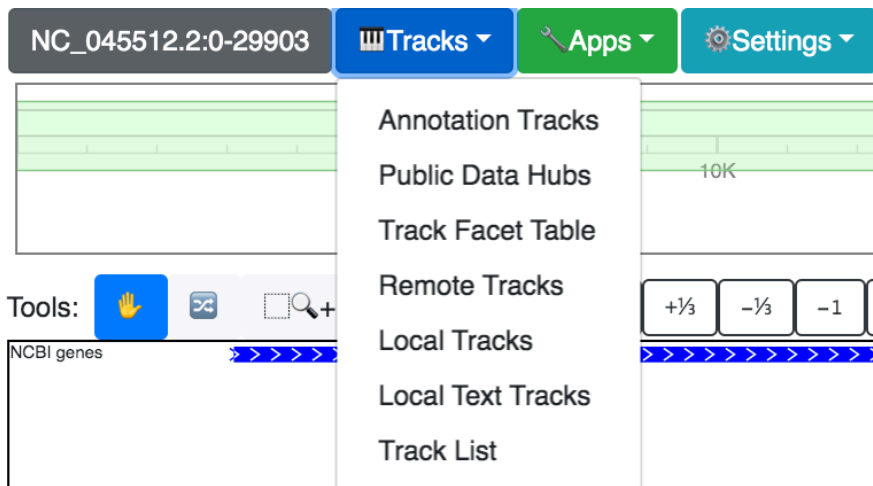 NC_045512.2:0-29903 Tracks Apps Settings
Annotation Tracks
Public Data Hubs
10K
Track Facet Table
Remote Tracks
Tools: + +⅓ -⅓ -1
Local Tracks
NCBI genes
Local Text Tracks
Track List